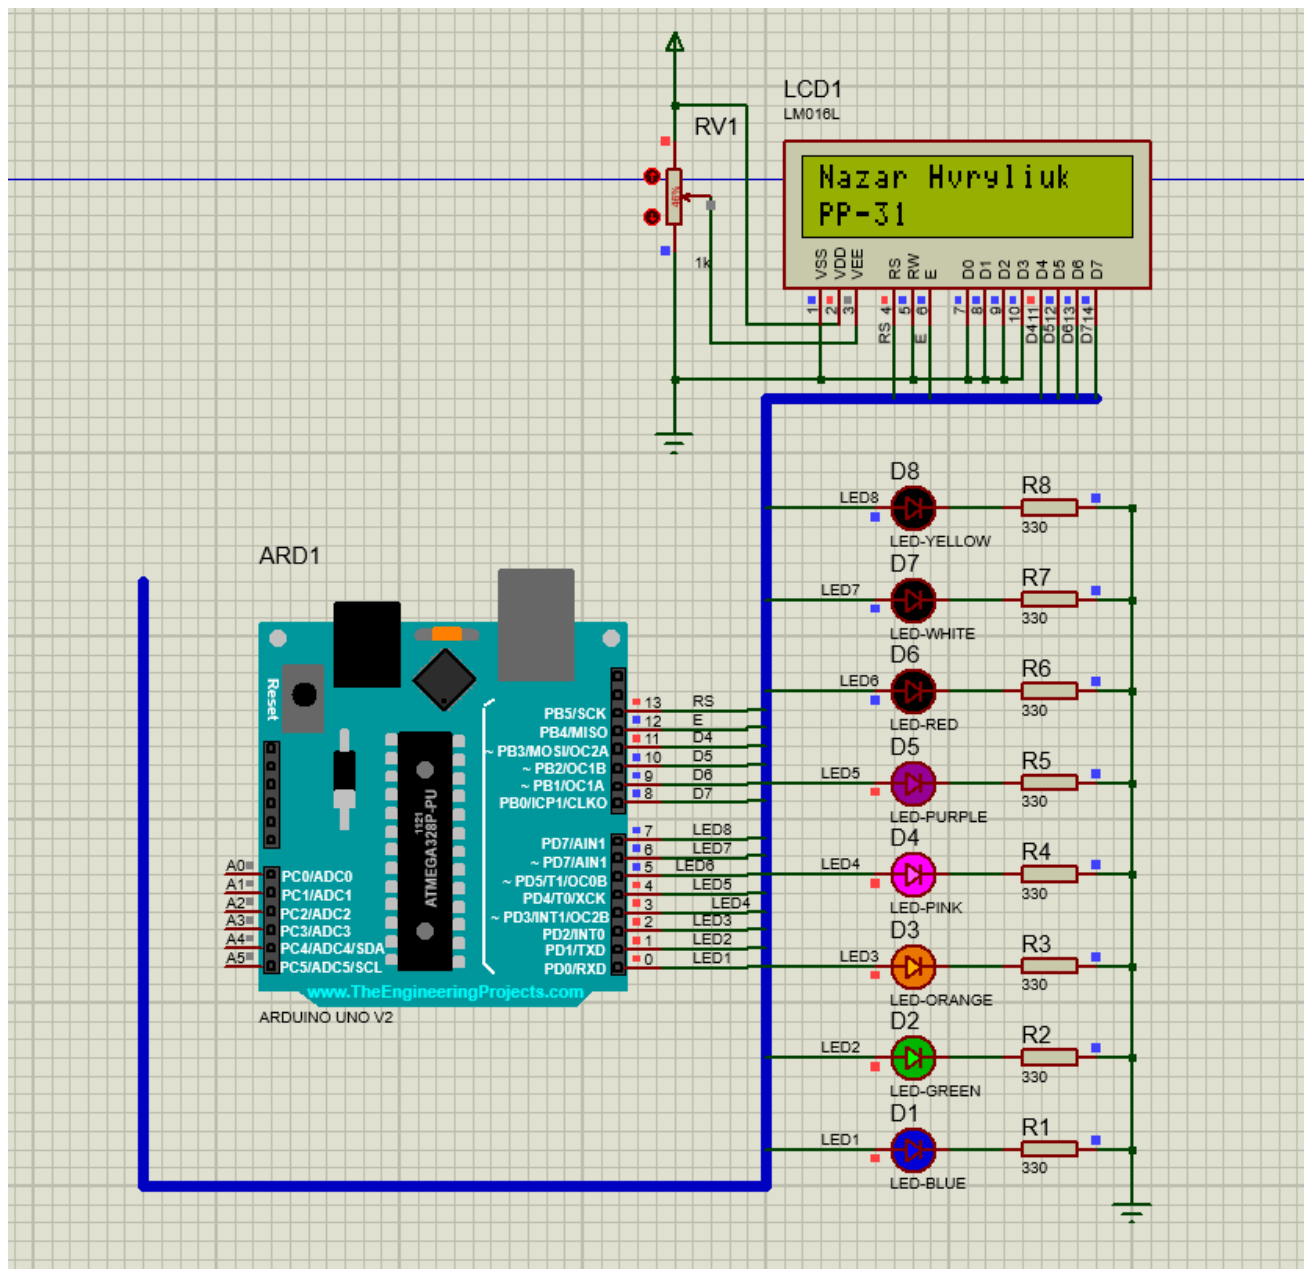 LCD1
LM016L
RV1
46%
1k
Nazar Hvryliuk
PP-31
VSS VDD VEE RS RW E D0 D1 D2 D3 D4 D5 D6 D7
1 2 3 4 5 6 7 8 9 10 11 12 13 14
RS E D4 D5 D6 D7
D8
LED8
R8
330
LED-YELLOW
D7
LED7
R7
330
LED-WHITE
D6
LED6
R6
330
LED-RED
D5
LED5
R5
330
LED-PURPLE
D4
LED4
R4
330
LED-PINK
D3
LED3
R3
330
LED-ORANGE
D2
LED2
R2
330
LED-GREEN
D1
LED1
R1
330
LED-BLUE
ARD1
Reset
1121
ATMEGA328P-PU
PB5/SCK 13 RS
PB4/MISO 12 E
~ PB3/MOSI/OC2A 11 D4
~ PB2/OC1B 10 D5
~ PB1/OC1A 9 D6
PB0/ICP1/CLKO 8 D7
PD7/AIN1 7 LED8
~ PD7/AIN1 6 LED7
~ PD5/T1/OC0B 5 LED6
PD4/T0/XCK 4 LED5
~ PD3/INT1/OC2B 3 LED4
PD2/INT0 2 LED3
PD1/TXD 1 LED2
PD0/RXD 0 LED1
A0 PC0/ADC0
A1 PC1/ADC1
A2 PC2/ADC2
A3 PC3/ADC3
A4 PC4/ADC4/SDA
A5 PC5/ADC5/SCL
www.TheEngineeringProjects.com
ARDUINO UNO V2